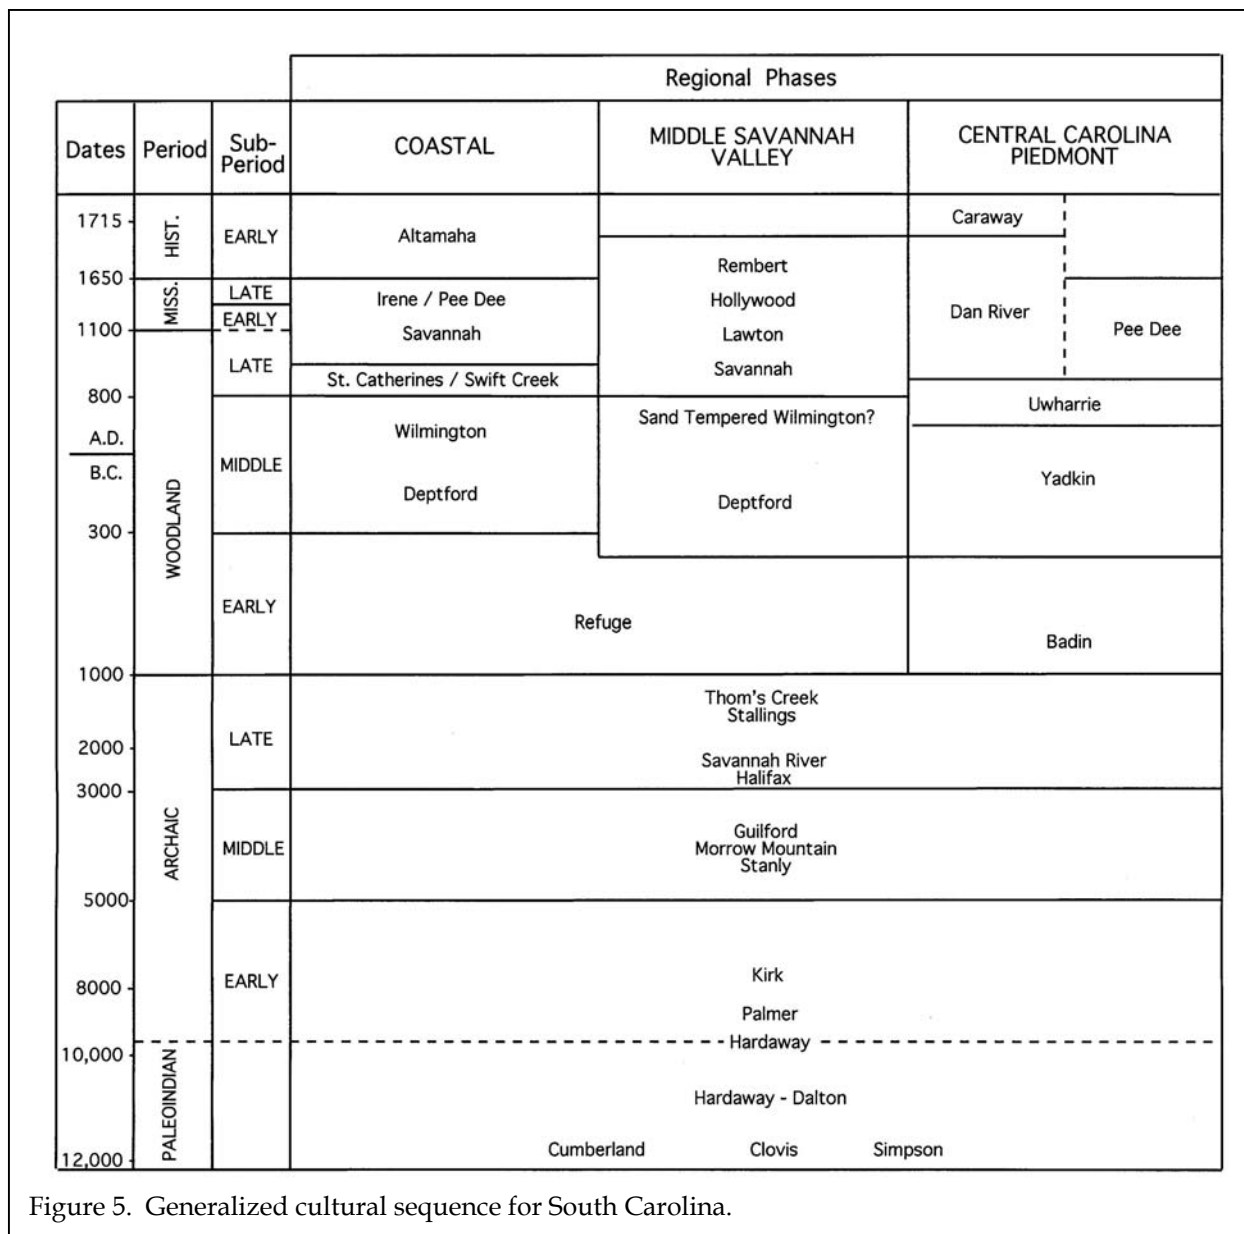 Regional Phases
Dates
Period
Sub-
Period
COASTAL
MIDDLE SAVANNAH
VALLEY
CENTRAL CAROLINA
PIEDMONT
1715
HIST.
EARLY
Altamaha
Caraway
1650
MISS.
LATE
EARLY
Irene / Pee Dee
Savannah
Rembert
Hollywood
Lawton
Savannah
Dan River
Pee Dee
1100
WOODLAND
LATE
St. Catherines / Swift Creek
800
A.D.
B.C.
MIDDLE
Wilmington
Deptford
Sand Tempered Wilmington?
Deptford
Uwharrie
Yadkin
300
EARLY
Refuge
Badin
1000
ARCHAIC
LATE
Thom's Creek
Stallings
2000
Savannah River
Halifax
3000
MIDDLE
Guilford
Morrow Mountain
Stanly
5000
EARLY
Kirk
8000
Palmer
Hardaway
10,000
PALEOINDIAN
Hardaway - Dalton
Cumberland Clovis Simpson
12,000
Figure 5. Generalized cultural sequence for South Carolina.